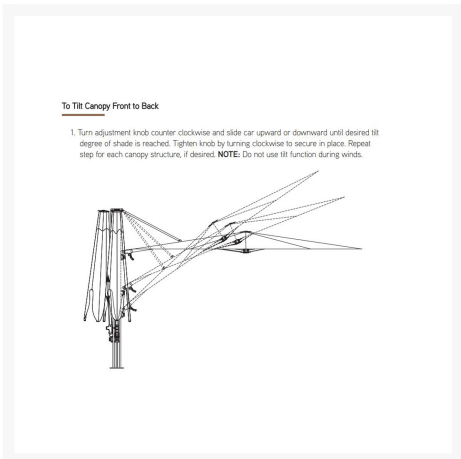 To Tilt Canopy Front to Back
1. Turn adjustment knob counter clockwise and slide car upward or downward until desired tilt
degree of shade is reached. Tighten knob by turning clockwise to secure in place. Repeat
step for each canopy structure, if desired. NOTE: Do not use tilt function during winds.